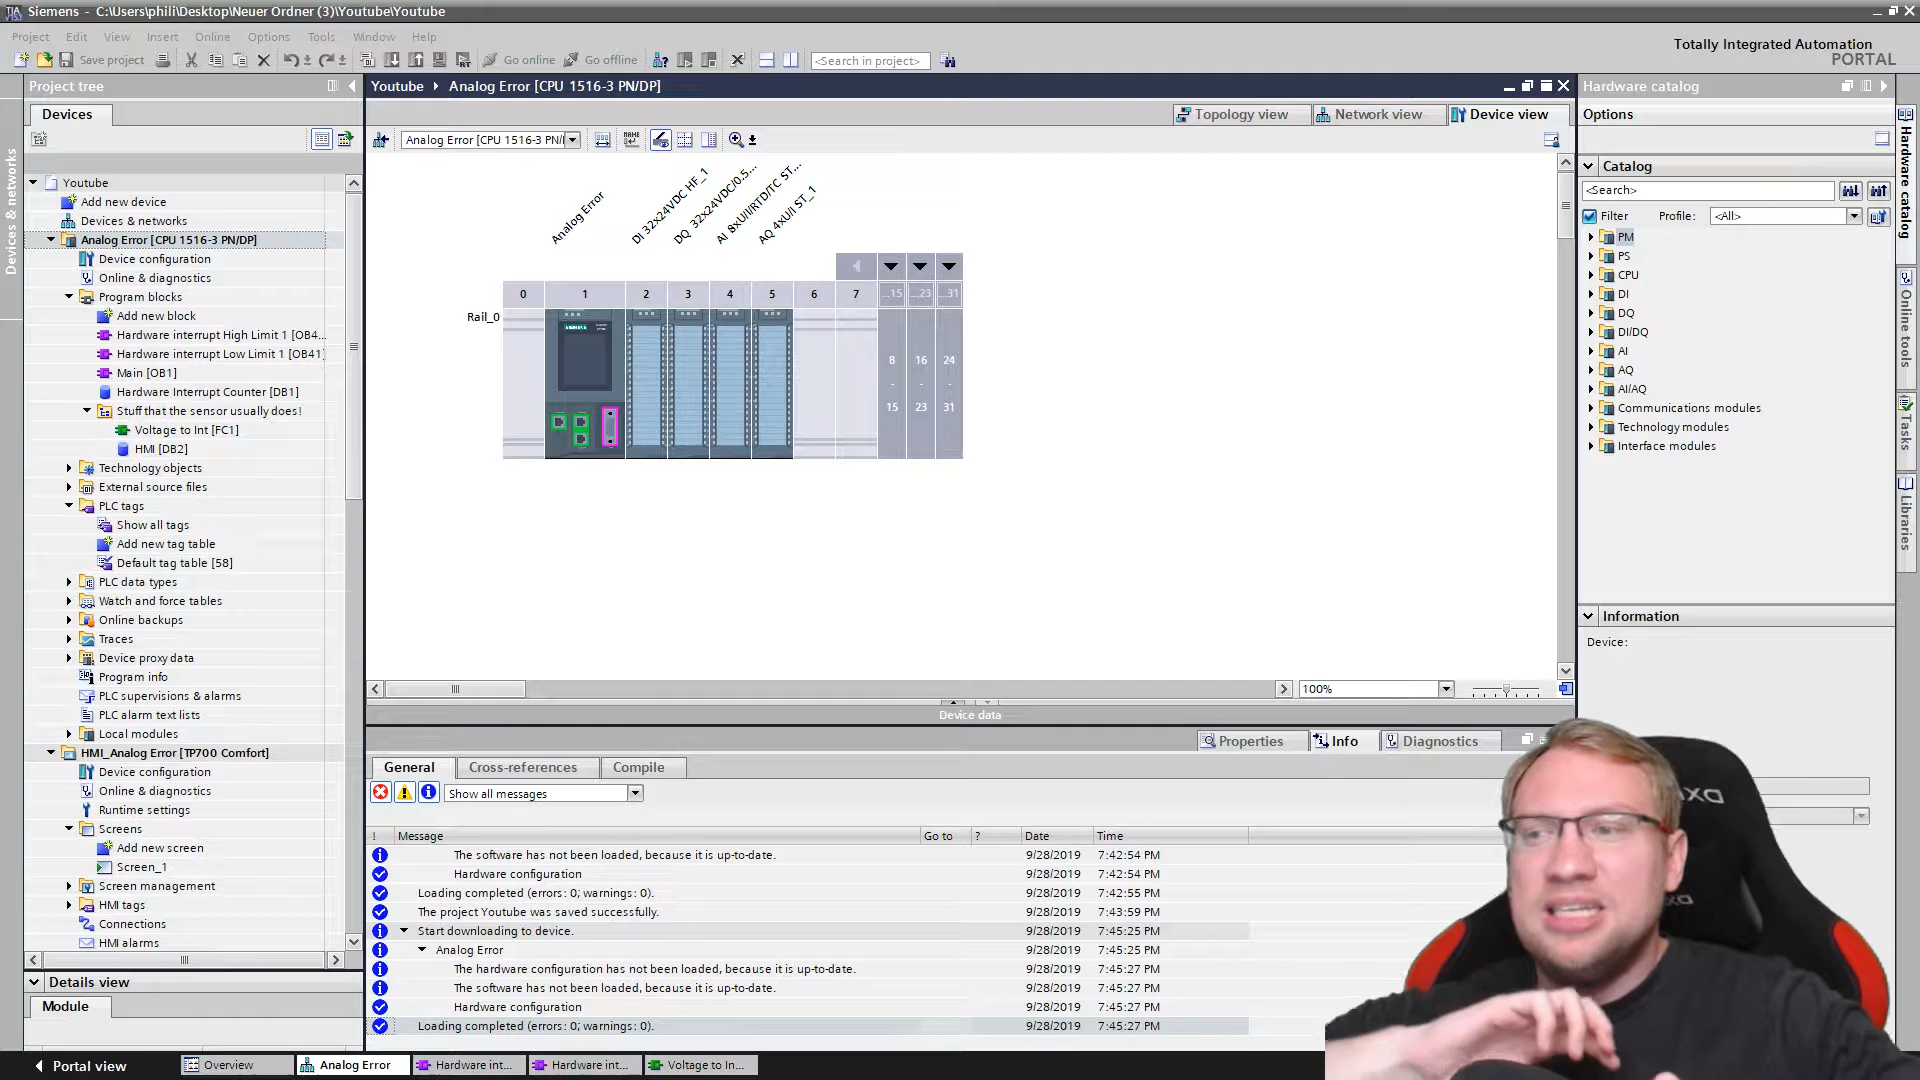 Siemens - C:\Users\phili\Desktop\Neuer Ordner (3)\Youtube\Youtube
Project Edit View Insert Online Options Tools Window Help
Totally Integrated Automation
PORTAL
Save project
Go online
Go offline
<Search in project>
Project tree
Youtube Analog Error [CPU 1516-3 PN/DP]
Hardware catalog
Devices
Topology view
Network view
Device view
Options
Analog Error [CPU 1516-3 PN/
Devices & networks
Youtube
Add new device
Devices & networks
Analog Error [CPU 1516-3 PN/DP]
Device configuration
Online & diagnostics
Program blocks
Add new block
Hardware interrupt High Limit 1 [OB4...
Hardware interrupt Low Limit 1 [OB41]
Main [OB1]
Hardware Interrupt Counter [DB1]
Stuff that the sensor usually does!
Voltage to Int [FC1]
HMI [DB2]
Technology objects
External source files
PLC tags
Show all tags
Add new tag table
Default tag table [58]
PLC data types
Watch and force tables
Online backups
Traces
Device proxy data
Program info
PLC supervisions & alarms
PLC alarm text lists
Local modules
HMI_Analog Error [TP700 Comfort]
Device configuration
Online & diagnostics
Runtime settings
Screens
Add new screen
Screen_1
Screen management
HMI tags
Connections
HMI alarms
Details view
Module
Analog Error
DI 32x24VDC HF_1
DQ 32x24VDC/0.5...
AI 8xU/I/RTD/TC ST...
AQ 4xU/I ST_1
0 1 2 3 4 5 6 7 ...15 ...23 ...31
Rail_0
SIEMENS
8 16 24
- - -
15 23 31
100%
Device data
Properties
Info
Diagnostics
General
Cross-references
Compile
Show all messages
! Message Go to ? Date Time
The software has not been loaded, because it is up-to-date. 9/28/2019 7:42:54 PM
Hardware configuration 9/28/2019 7:42:54 PM
Loading completed (errors: 0; warnings: 0). 9/28/2019 7:42:55 PM
The project Youtube was saved successfully. 9/28/2019 7:43:59 PM
Start downloading to device. 9/28/2019 7:45:25 PM
Analog Error 9/28/2019 7:45:25 PM
The hardware configuration has not been loaded, because it is up-to-date. 9/28/2019 7:45:27 PM
The software has not been loaded, because it is up-to-date. 9/28/2019 7:45:27 PM
Hardware configuration 9/28/2019 7:45:27 PM
Loading completed (errors: 0; warnings: 0). 9/28/2019 7:45:27 PM
Catalog
<Search>
Filter Profile: <All>
PM
PS
CPU
DI
DQ
DI/DQ
AI
AQ
AI/AQ
Communications modules
Technology modules
Interface modules
Information
Device:
Hardware catalog
Online tools
Tasks
Libraries
Portal view
Overview
Analog Error
Hardware int...
Hardware int...
Voltage to In...